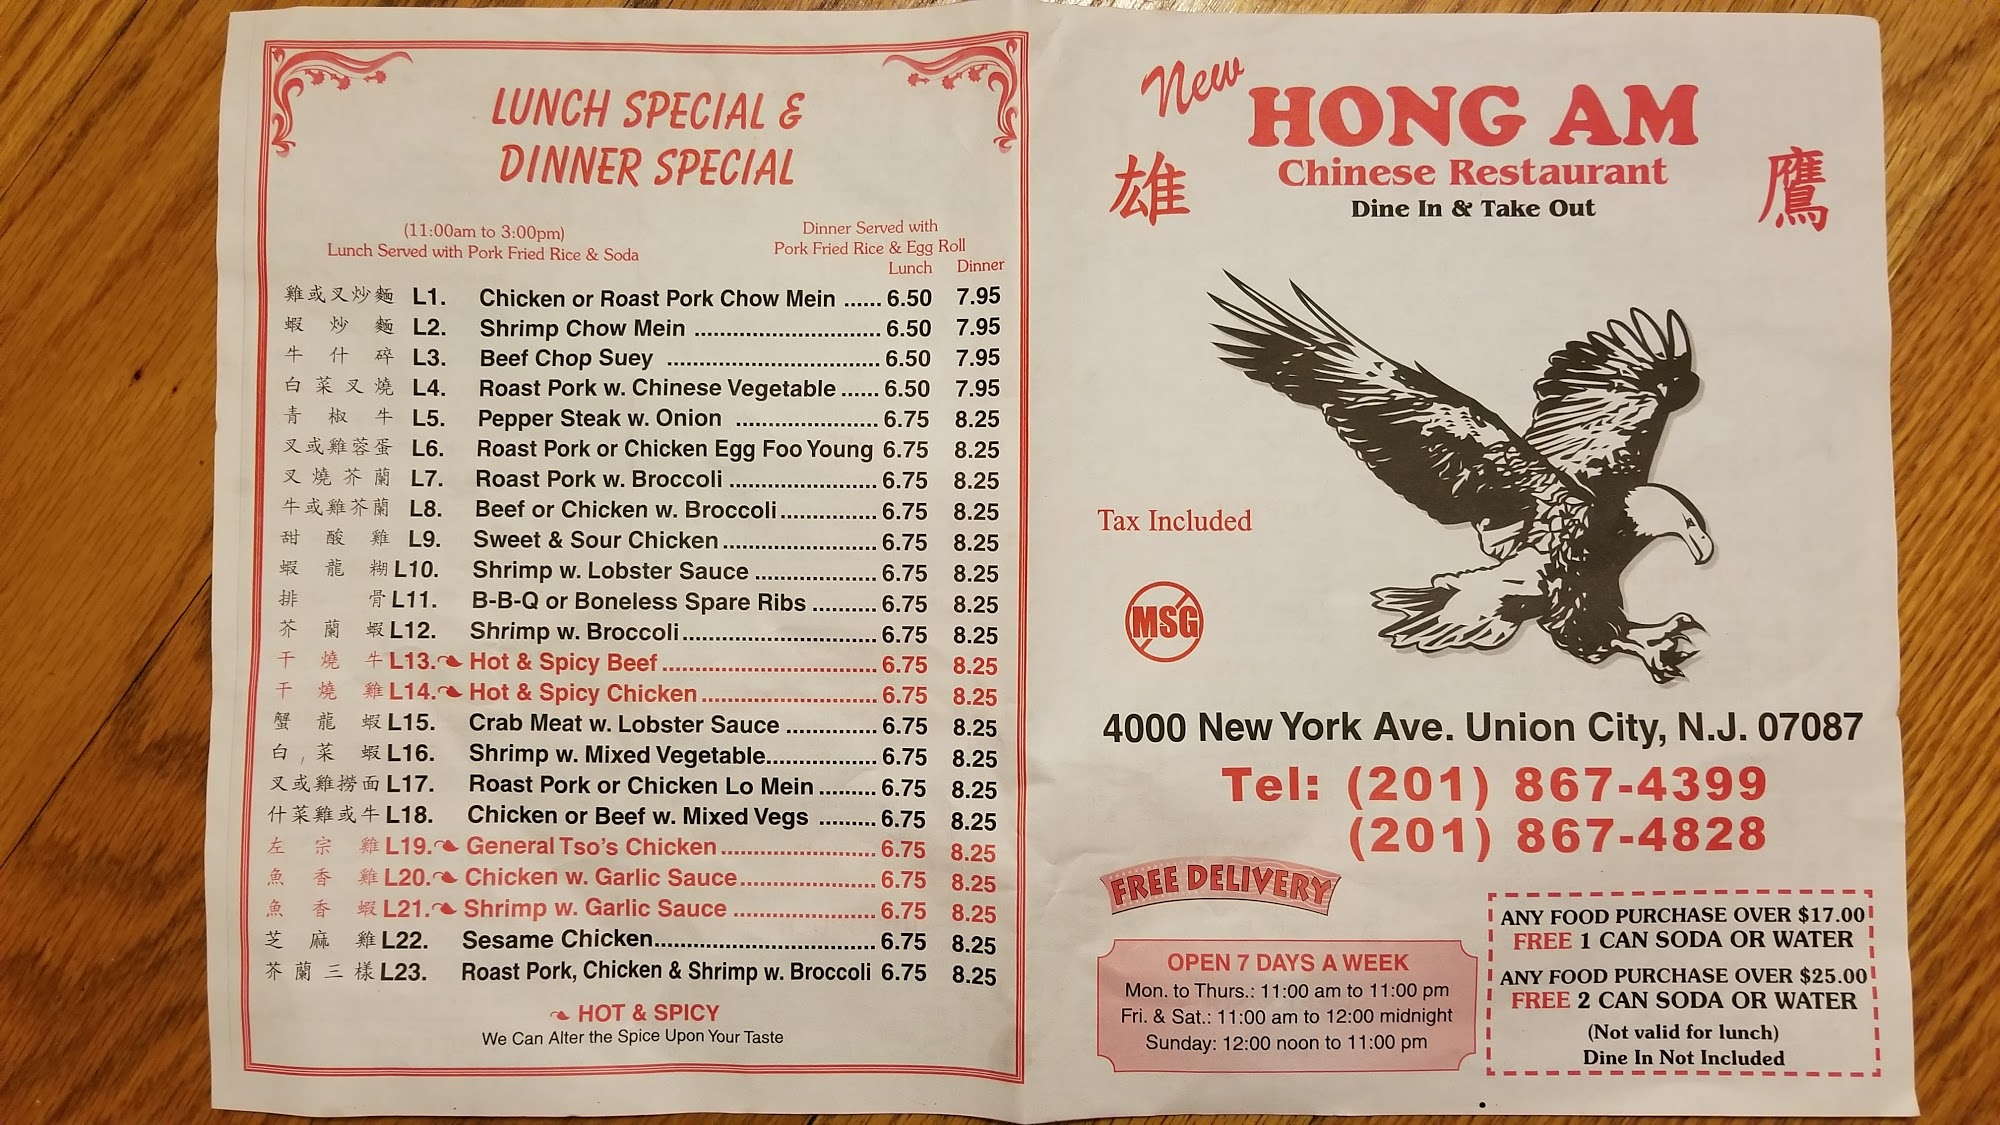 LUNCH SPECIAL &
DINNER SPECIAL
(11:00am to 3:00pm)
Lunch Served with Pork Fried Rice & Soda
Dinner Served with
Pork Fried Rice & Egg Roll
Lunch Dinner
雞或叉炒麵 L1. Chicken or Roast Pork Chow Mein ...... 6.50 7.95
蝦炒麵 L2. Shrimp Chow Mein ............................ 6.50 7.95
牛什碎 L3. Beef Chop Suey ................................. 6.50 7.95
白菜叉燒 L4. Roast Pork w. Chinese Vegetable ...... 6.50 7.95
青椒牛 L5. Pepper Steak w. Onion ...................... 6.75 8.25
叉或雞蓉蛋 L6. Roast Pork or Chicken Egg Foo Young 6.75 8.25
叉燒芥蘭 L7. Roast Pork w. Broccoli ....................... 6.75 8.25
牛或雞芥蘭 L8. Beef or Chicken w. Broccoli............... 6.75 8.25
甜酸雞 L9. Sweet & Sour Chicken ........................ 6.75 8.25
蝦龍糊 L10. Shrimp w. Lobster Sauce ................... 6.75 8.25
排骨 L11. B-B-Q or Boneless Spare Ribs .......... 6.75 8.25
芥蘭蝦 L12. Shrimp w. Broccoli.............................. 6.75 8.25
干燒牛 L13. Hot & Spicy Beef ................................. 6.75 8.25
干燒雞 L14. Hot & Spicy Chicken ........................... 6.75 8.25
蟹龍蝦 L15. Crab Meat w. Lobster Sauce .............. 6.75 8.25
白,菜蝦 L16. Shrimp w. Mixed Vegetable................. 6.75 8.25
叉或雞撈面 L17. Roast Pork or Chicken Lo Mein ......... 6.75 8.25
什菜雞或牛 L18. Chicken or Beef w. Mixed Vegs ......... 6.75 8.25
左宗雞 L19. General Tso's Chicken ........................ 6.75 8.25
魚香雞 L20. Chicken w. Garlic Sauce..................... 6.75 8.25
魚香蝦 L21. Shrimp w. Garlic Sauce ...................... 6.75 8.25
芝麻雞 L22. Sesame Chicken................................... 6.75 8.25
芥蘭三樣 L23. Roast Pork, Chicken & Shrimp w. Broccoli 6.75 8.25
HOT & SPICY
We Can Alter the Spice Upon Your Taste
New
HONG AM
Chinese Restaurant
Dine In & Take Out
雄 鷹
Tax Included
MSG
4000 New York Ave. Union City, N.J. 07087
Tel: (201) 867-4399
(201) 867-4828
FREE DELIVERY
OPEN 7 DAYS A WEEK
Mon. to Thurs.: 11:00 am to 11:00 pm
Fri. & Sat.: 11:00 am to 12:00 midnight
Sunday: 12:00 noon to 11:00 pm
ANY FOOD PURCHASE OVER $17.00
FREE 1 CAN SODA OR WATER
ANY FOOD PURCHASE OVER $25.00
FREE 2 CAN SODA OR WATER
(Not valid for lunch)
Dine In Not Included